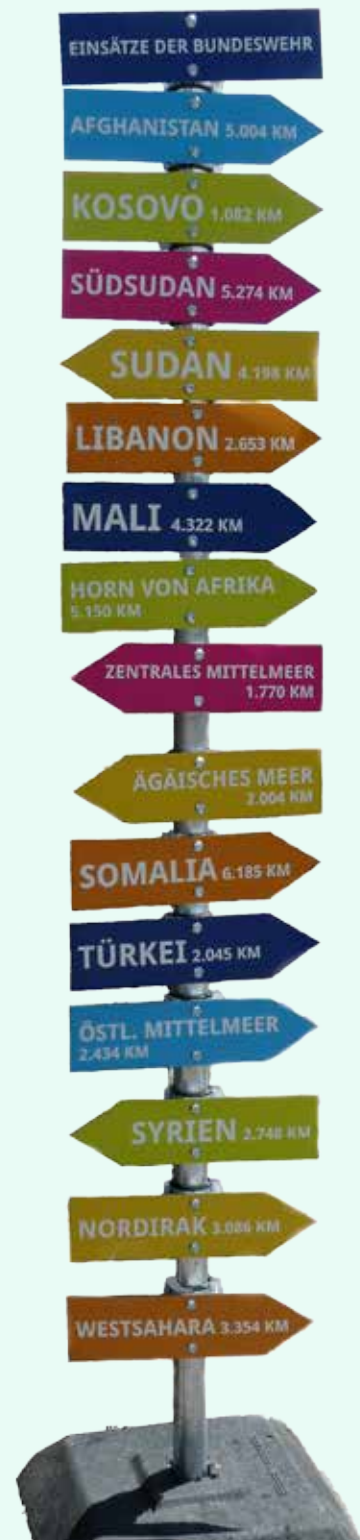 EINSÄTZE DER BUNDESWEHR
AFGHANISTAN 5.004 KM
KOSOVO 1.082 KM
SÜDSUDAN 5.274 KM
SUDAN 4.198 KM
LIBANON 2.653 KM
MALI 4.322 KM
HORN VON AFRIKA
5.150 KM
ZENTRALES MITTELMEER
1.770 KM
ÄGÄISCHES MEER
2.004 KM
SOMALIA 6.185 KM
TÜRKEI 2.045 KM
ÖSTL. MITTELMEER
2.434 KM
SYRIEN 2.748 KM
NORDIRAK 3.086 KM
WESTSAHARA 3.354 KM